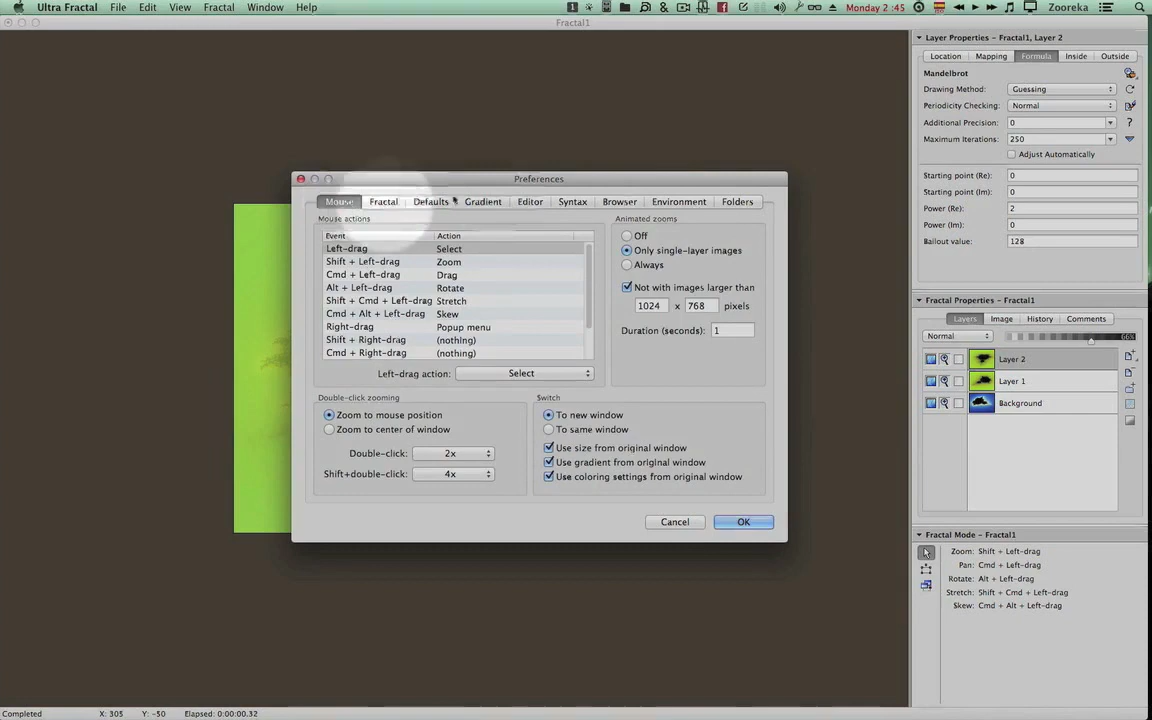 Ultra Fractal File Edit View Fractal Window Help 1 Monday 2 :45 Zooreka
Fractal1
Layer Properties - Fractal1, Layer 2
Location Mapping Formula Inside Outside
Mandelbrot
Drawing Method: Guessing
Periodicity Checking: Normal
Additional Precision: 0 ?
Maximum Iterations: 250
Adjust Automatically
Starting point (Re): 0
Starting point (Im): 0
Power (Re): 2
Power (Im): 0
Bailout value: 128
Fractal Properties - Fractal1
Layers Image History Comments
Normal 66%
Layer 2
Layer 1
Background
Fractal Mode - Fractal1
Zoom: Shift + Left-drag
Pan: Cmd + Left-drag
Rotate: Alt + Left-drag
Stretch: Shift + Cmd + Left-drag
Skew: Cmd + Alt + Left-drag
Preferences
Mouse Fractal Defaults Gradient Editor Syntax Browser Environment Folders
Mouse actions
Event Action
Left-drag Select
Shift + Left-drag Zoom
Cmd + Left-drag Drag
Alt + Left-drag Rotate
Shift + Cmd + Left-drag Stretch
Cmd + Alt + Left-drag Skew
Right-drag Popup menu
Shift + Right-drag (nothing)
Cmd + Right-drag (nothing)
Left-drag action: Select
Animated zooms
Off
Only single-layer images
Always
Not with images larger than
1024 x 768 pixels
Duration (seconds): 1
Double-click zooming
Zoom to mouse position
Zoom to center of window
Double-click: 2x
Shift+double-click: 4x
Switch
To new window
To same window
Use size from original window
Use gradient from original window
Use coloring settings from original window
Cancel OK
Completed X: 305 Y: -50 Elapsed: 0:00:00.32